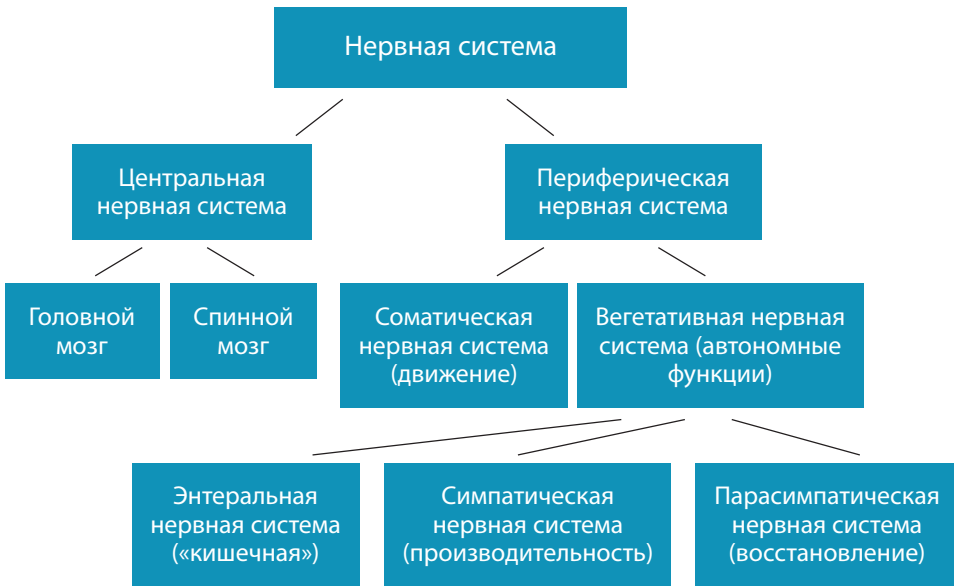 Нервная система
Центральная
нервная система
Периферическая
нервная система
Головной
мозг
Спинной
мозг
Соматическая
нервная система
(движение)
Вегетативная нервная
система (автономные
функции)
Энтеральная
нервная система
(«кишечная»)
Симпатическая
нервная система
(производительность)
Парасимпатическая
нервная система
(восстановление)